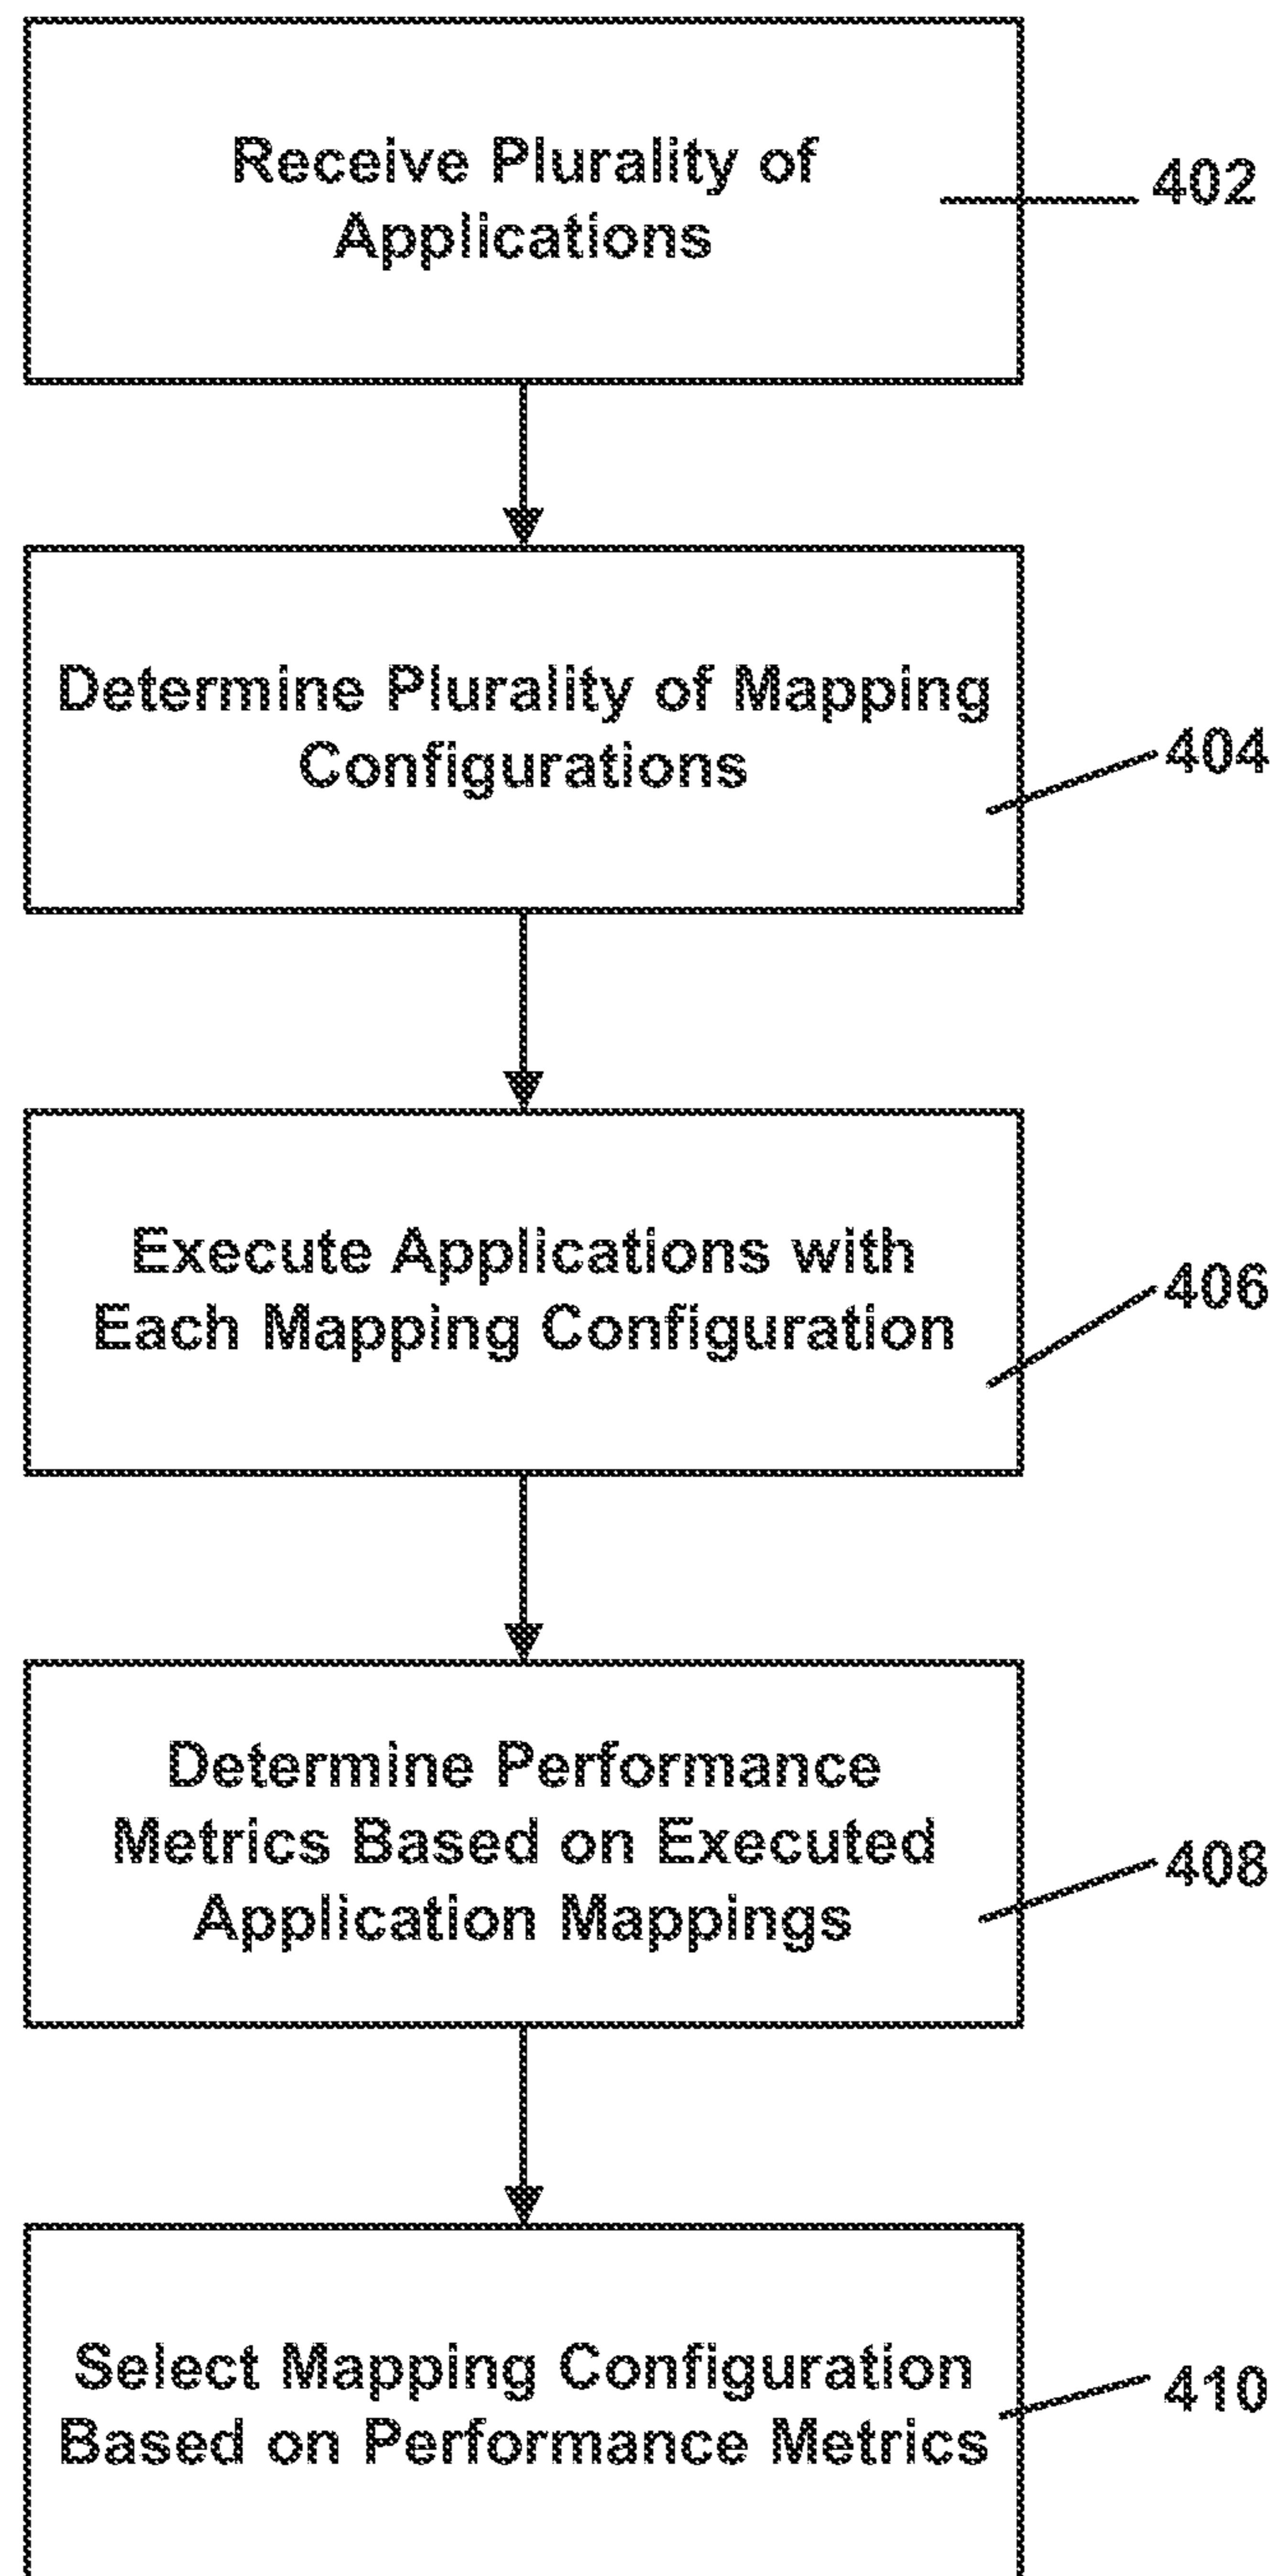 Receive Plurality of
Applications
402
Determine Plurality of Mapping
Configurations
404
Execute Applications with
Each Mapping Configuration
406
Determine Performance
Metrics Based on Executed
Application Mappings
408
Select Mapping Configuration
Based on Performance Metrics
410